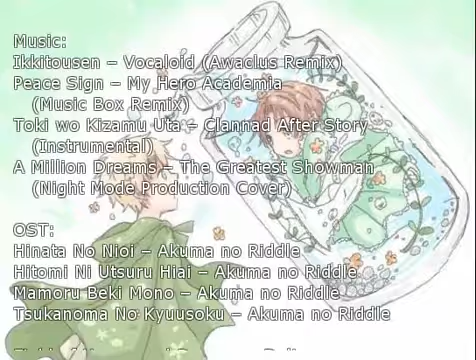 Music:
Ikkitousen – Vocaloid (Awaclus Remix)
Peace Sign – My Hero Academia
(Music Box Remix)
Toki wo Kizamu Uta – Clannad After Story
(Instrumental)
A Million Dreams – The Greatest Showman
(Night Mode Production Cover)
OST:
Hinata No Nioi – Akuma no Riddle
Hitomi Ni Utsuru Hiai – Akuma no Riddle
Mamoru Beki Mono – Akuma no Riddle
Tsukanoma No Kyuusoku – Akuma no Riddle